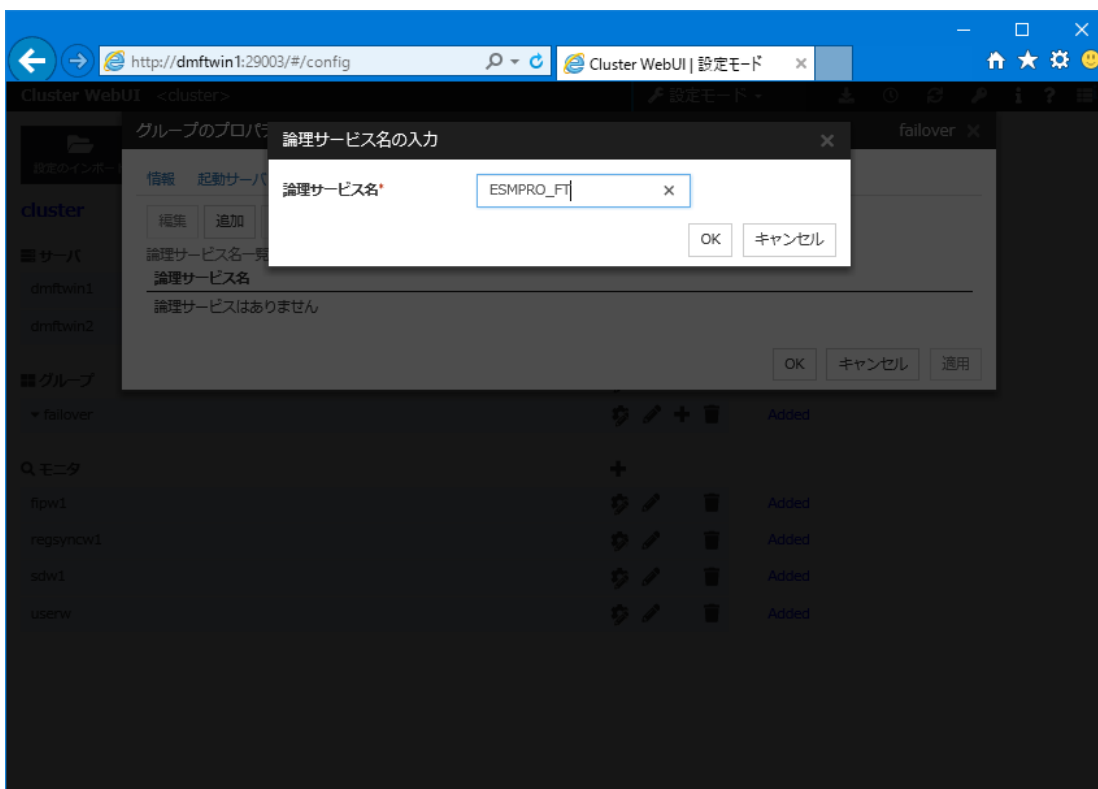 http://dmftwin1:29003/#/config
Cluster WebUI | 設定モード
Cluster WebUI <cluster>
設定モード
グループのプロパテ
failover
論理サービス名の入力
設定のインポート
情報 起動サーバ
論理サービス名*
ESMPRO_FT
cluster
編集 追加
OK キャンセル
サーバ
論理サービス名一覧
論理サービス名
dmftwin1
論理サービスはありません
dmftwin2
OK キャンセル 適用
グループ
failover
Added
モニタ
fipw1
Added
regsyncw1
Added
sdw1
Added
userw
Added